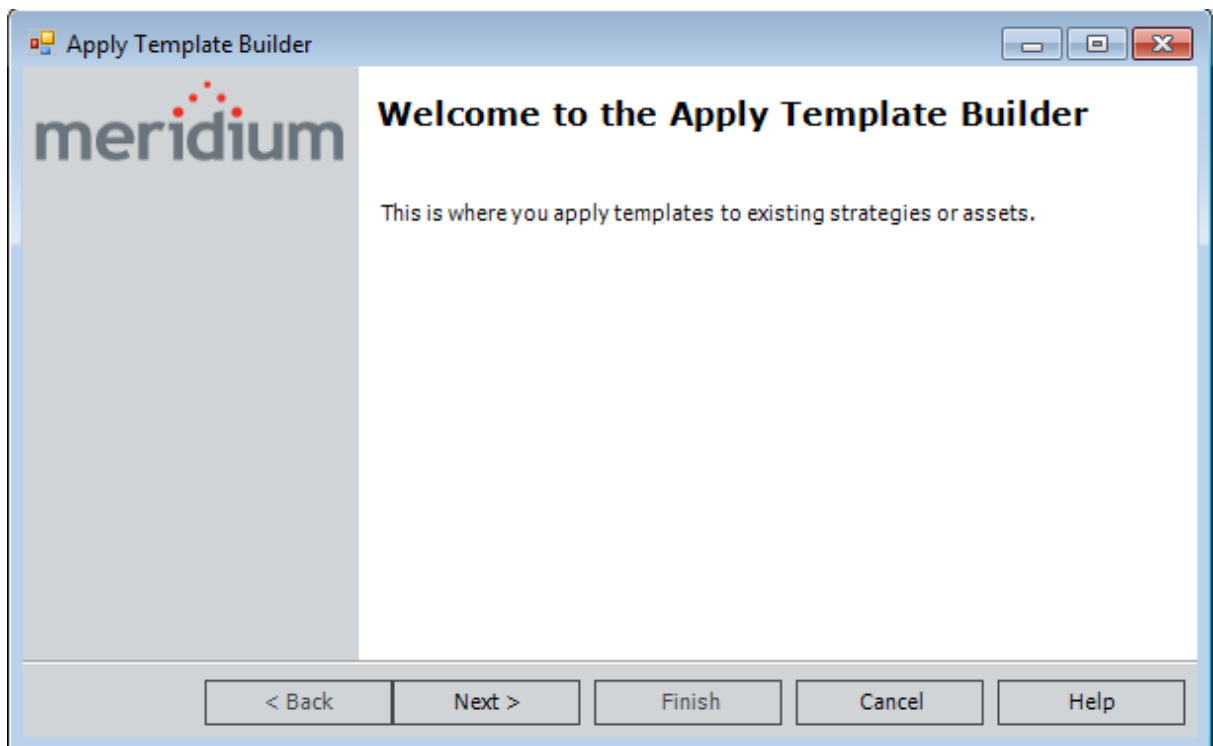 Apply Template Builder
meridium
Welcome to the Apply Template Builder
This is where you apply templates to existing strategies or assets.
< Back
Next >
Finish
Cancel
Help